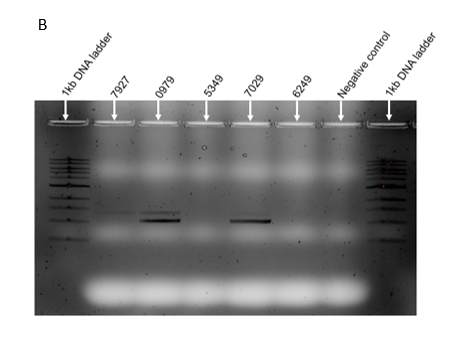 B
1kb DNA ladder
7927
0979
5349
7029
6249
Negative control
1kb DNA ladder